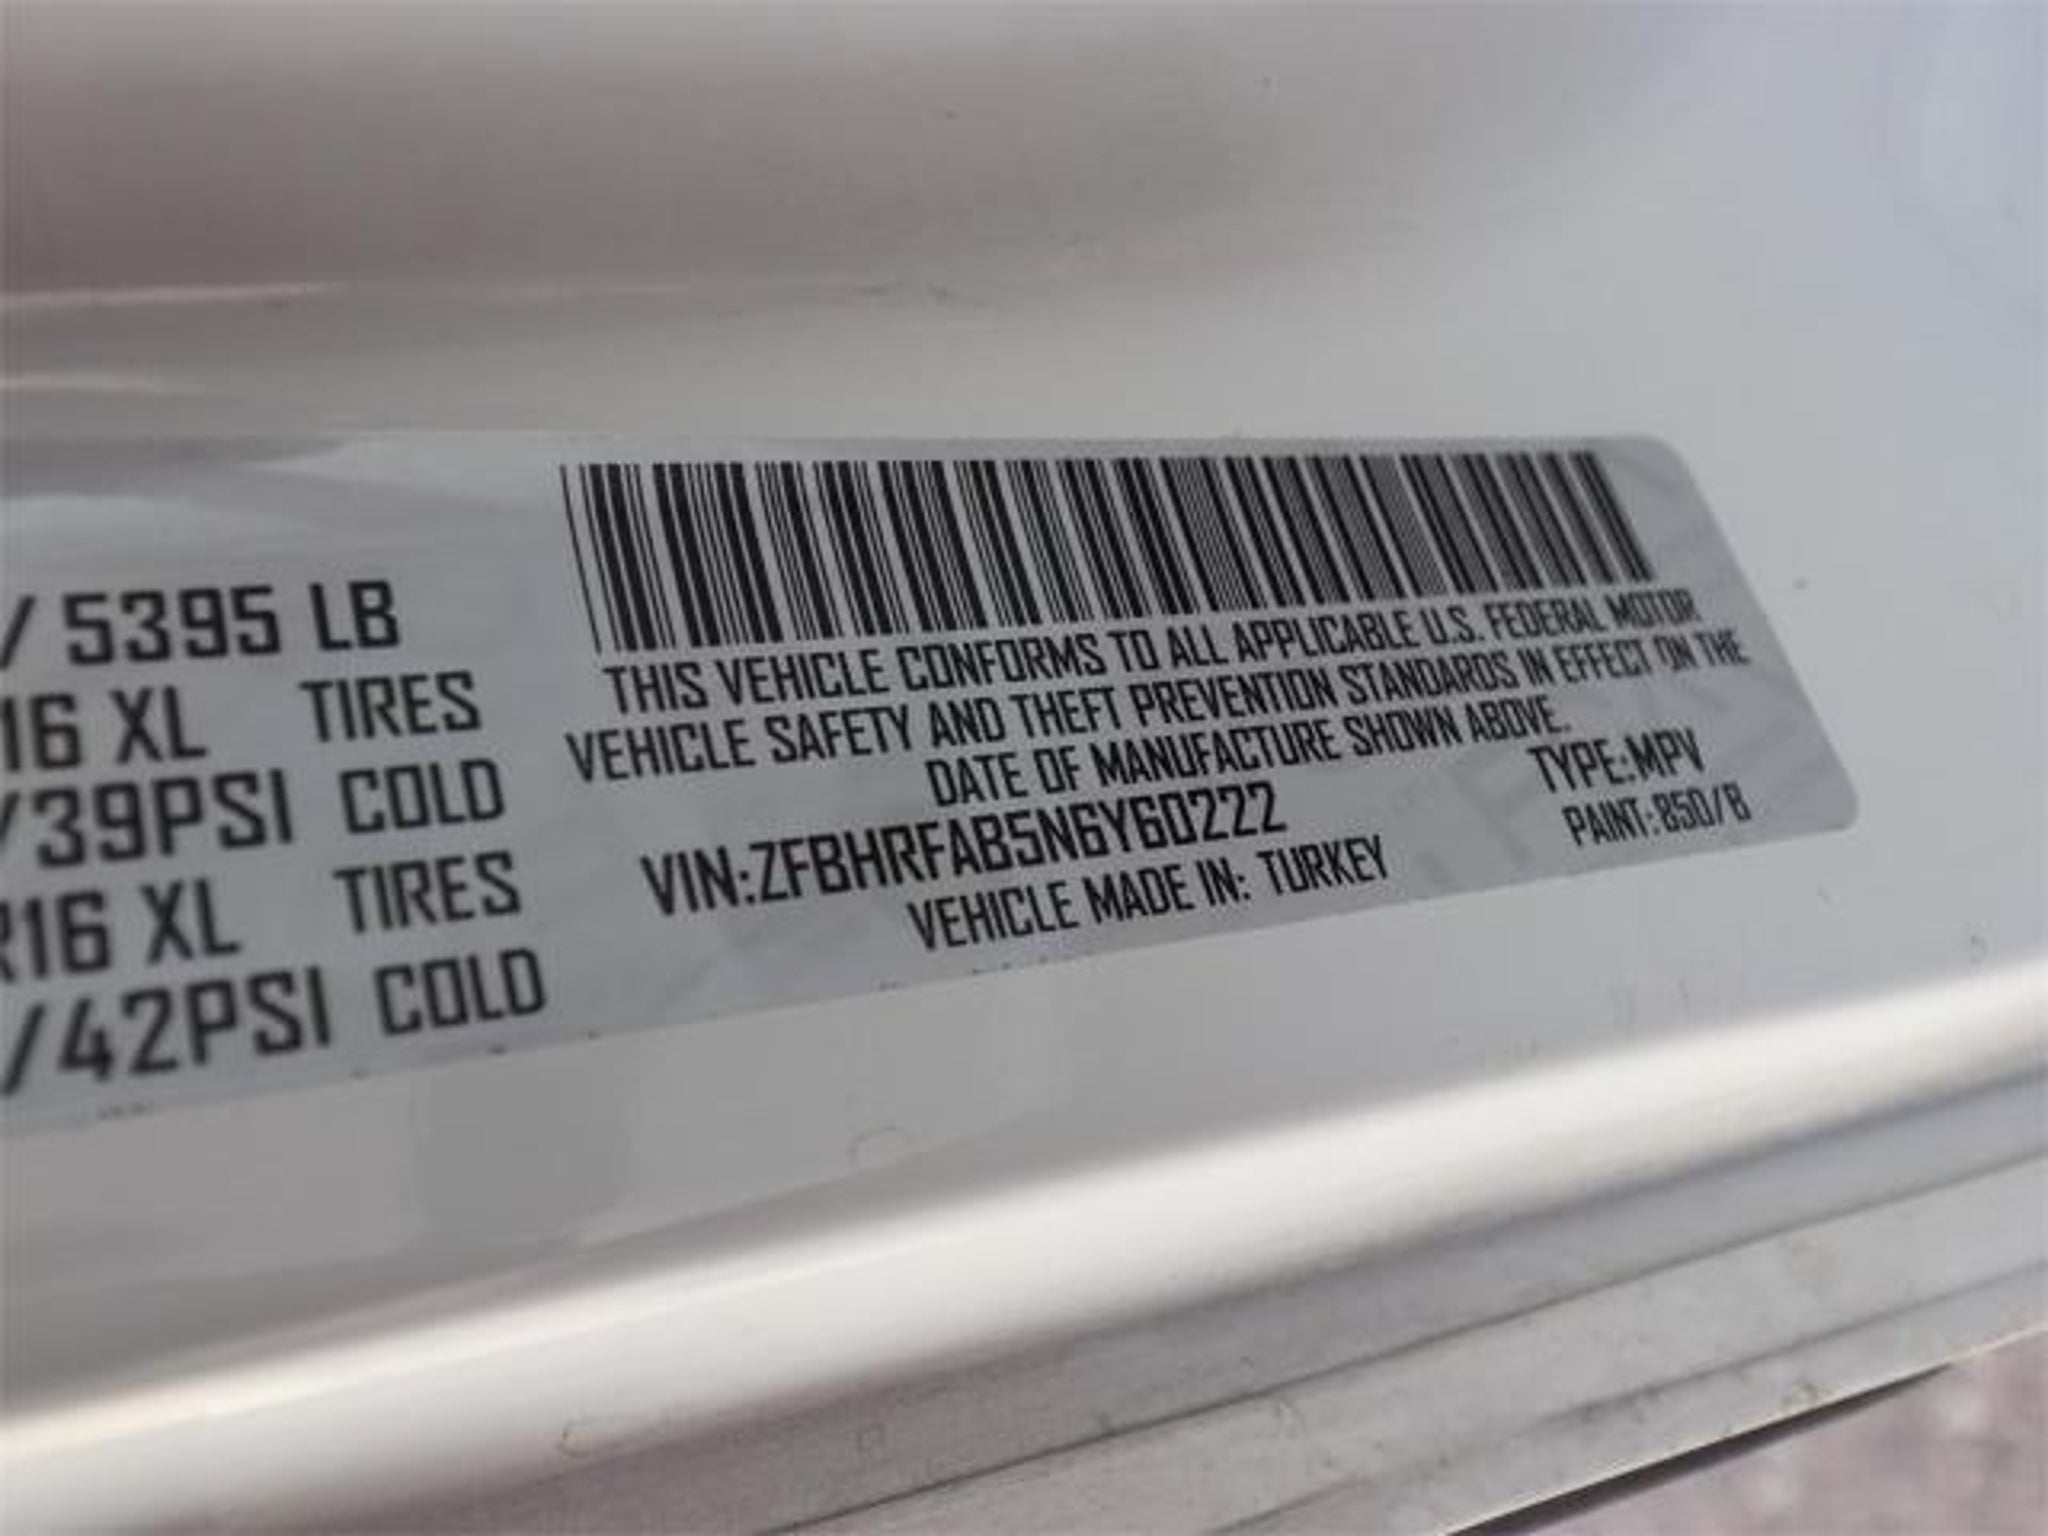 / 5395 LB
16 XL TIRES
/39PSI COLD
R16 XL TIRES
/42PSI COLD
THIS VEHICLE CONFORMS TO ALL APPLICABLE U.S. FEDERAL MOTOR
VEHICLE SAFETY AND THEFT PREVENTION STANDARDS IN EFFECT ON THE
DATE OF MANUFACTURE SHOWN ABOVE.
VIN:ZFBHRFAB5N6Y60222 TYPE:MPV
VEHICLE MADE IN: TURKEY PAINT:850/B